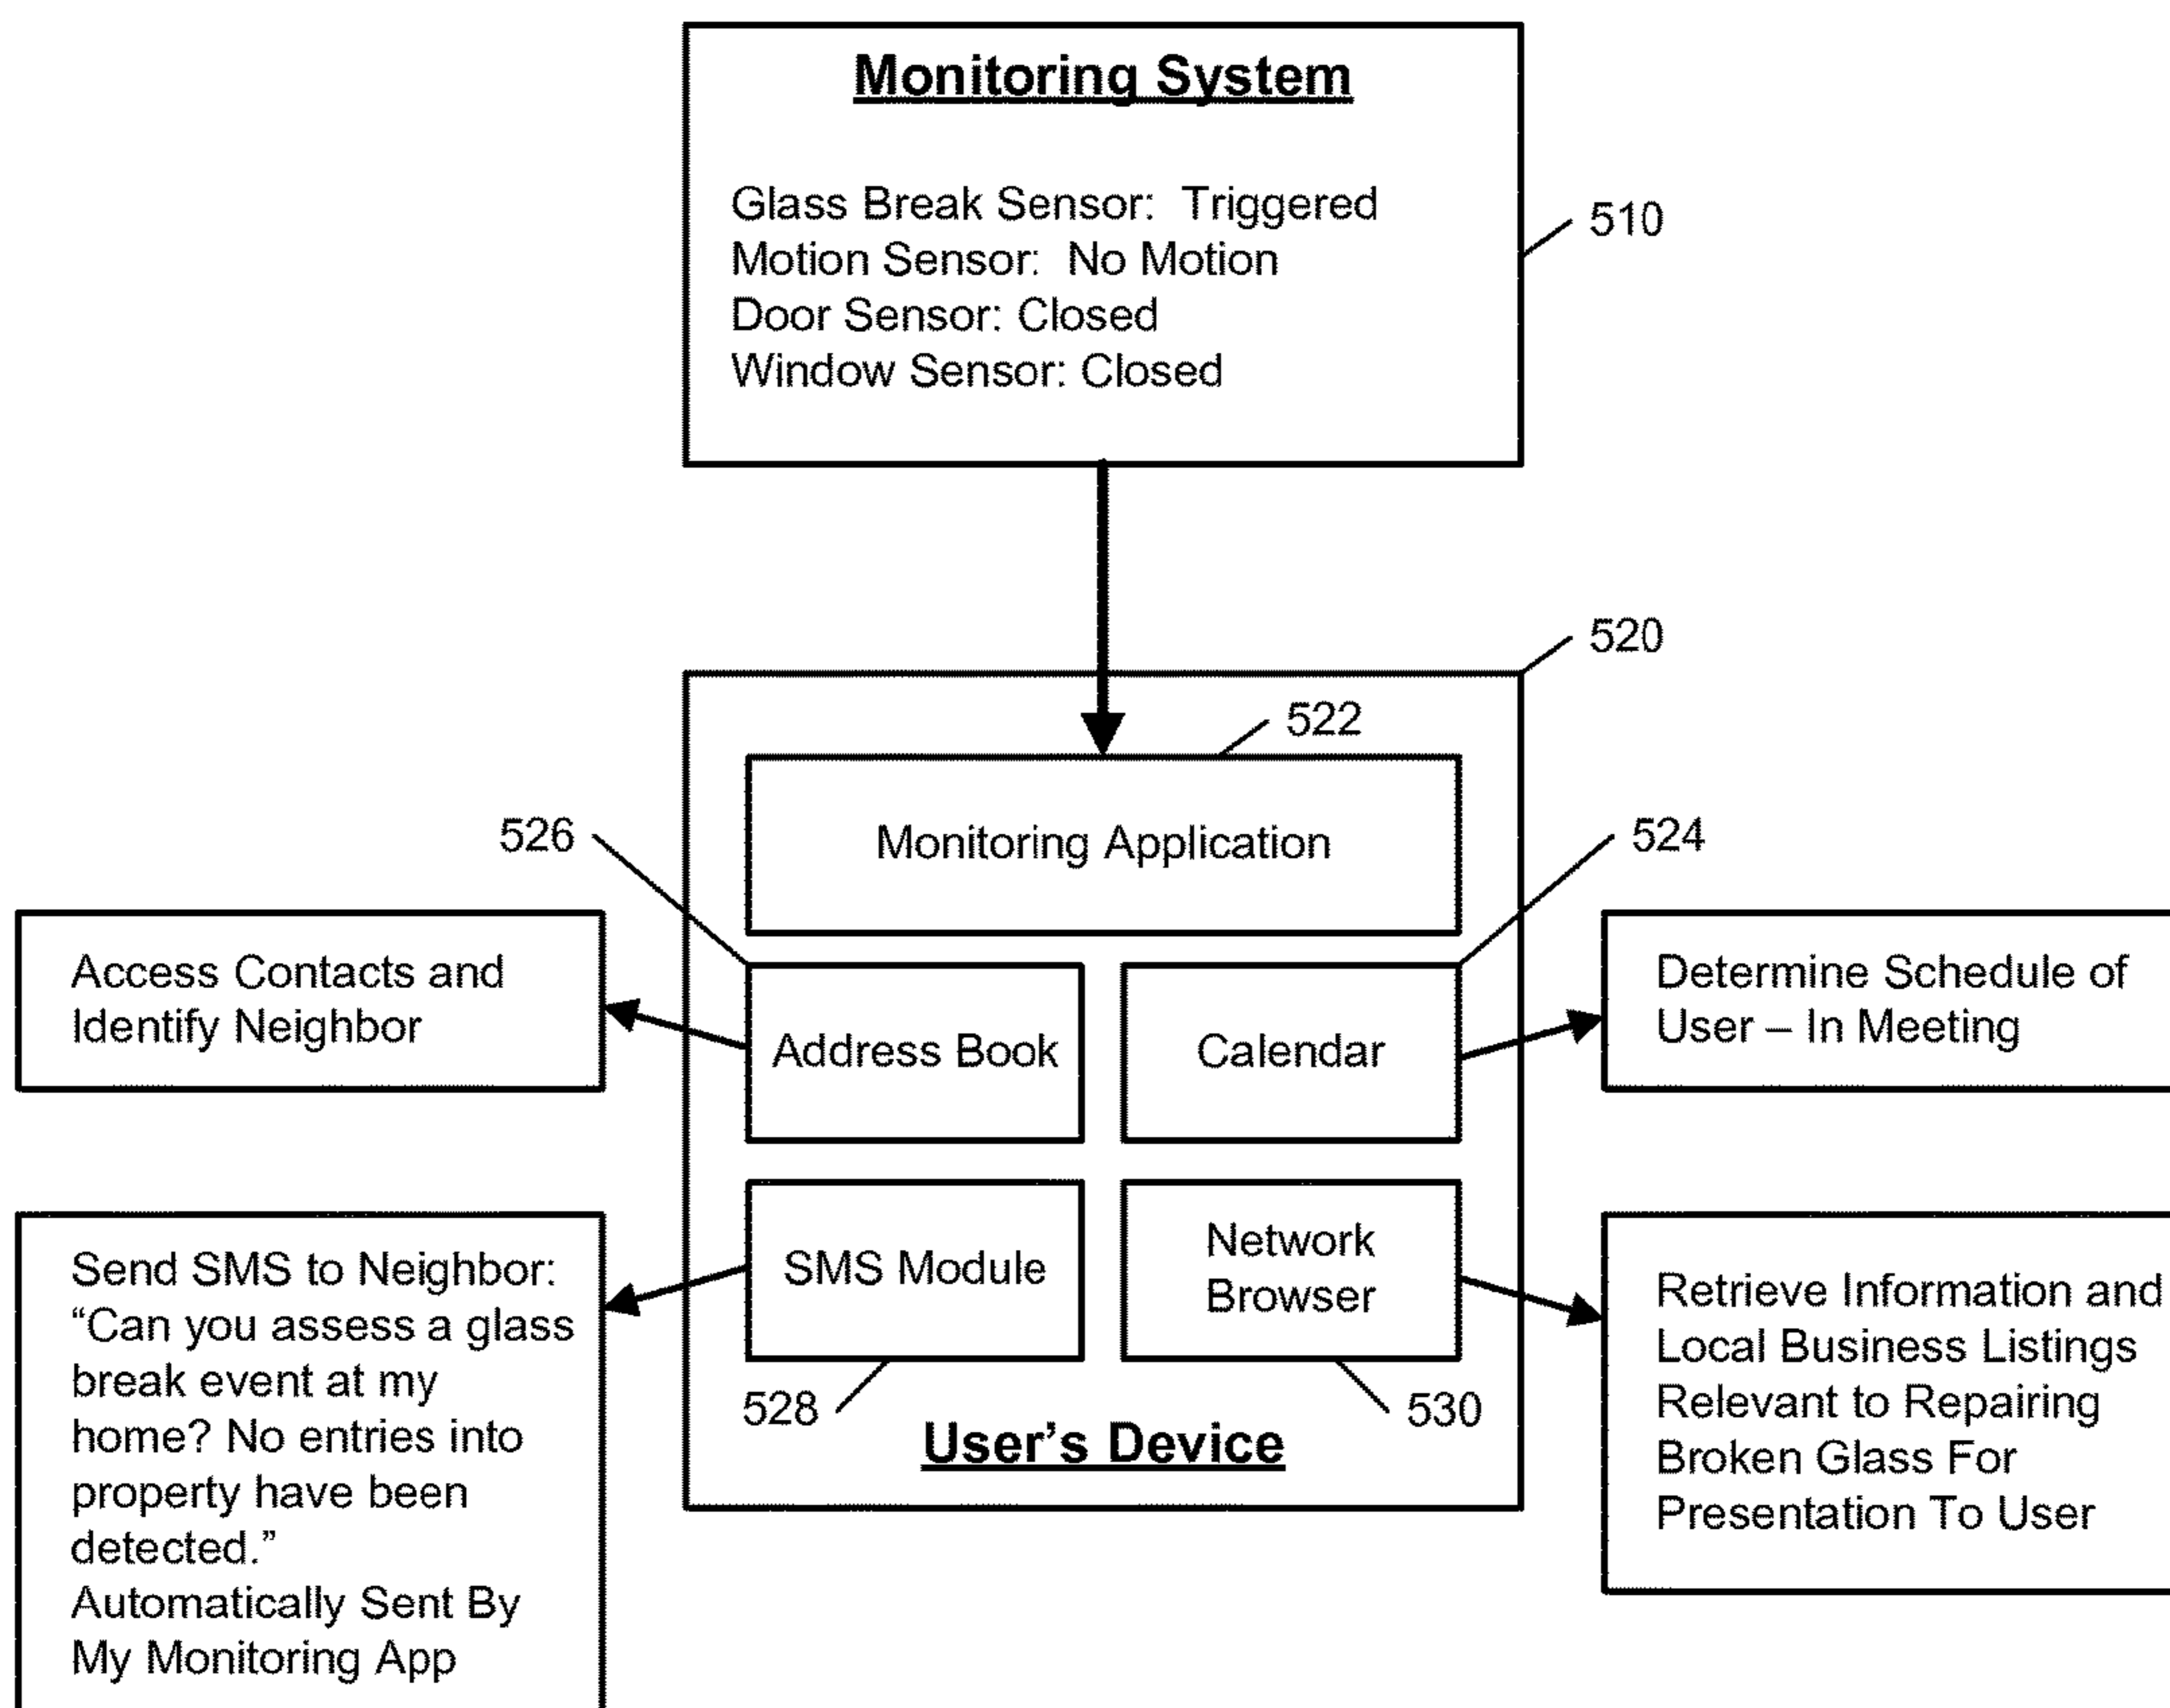 Monitoring System
Glass Break Sensor: Triggered
Motion Sensor: No Motion
Door Sensor: Closed
Window Sensor: Closed
510
520
522
Monitoring Application
526
524
Access Contacts and
Identify Neighbor
Address Book
Calendar
Determine Schedule of
User – In Meeting
Send SMS to Neighbor:
“Can you assess a glass
break event at my
home? No entries into
property have been
detected.”
Automatically Sent By
My Monitoring App
SMS Module
Network
Browser
528
530
User’s Device
Retrieve Information and
Local Business Listings
Relevant to Repairing
Broken Glass For
Presentation To User